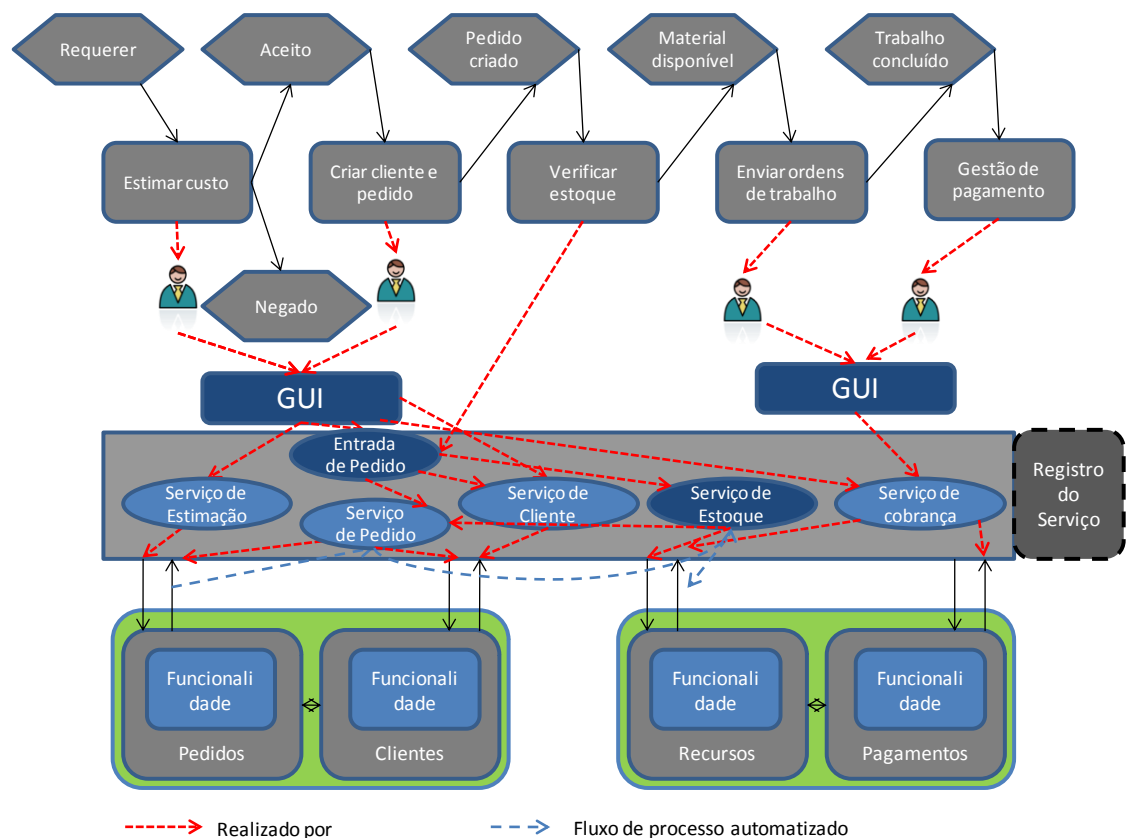 Requerer
Aceito
Pedido
criado
Material
disponível
Trabalho
concluído
Estimar custo
Criar cliente e
pedido
Verificar
estoque
Enviar ordens
de trabalho
Gestão de
pagamento
Negado
GUI
GUI
Entrada
de Pedido
Serviço de
Estimação
Serviço
de Pedido
Serviço de
Cliente
Serviço de
Estoque
Serviço de
cobrança
Registro
do
Serviço
Funcionali
dade
Pedidos
Funcionali
dade
Clientes
Funcionali
dade
Recursos
Funcionali
dade
Pagamentos
Realizado por
Fluxo de processo automatizado